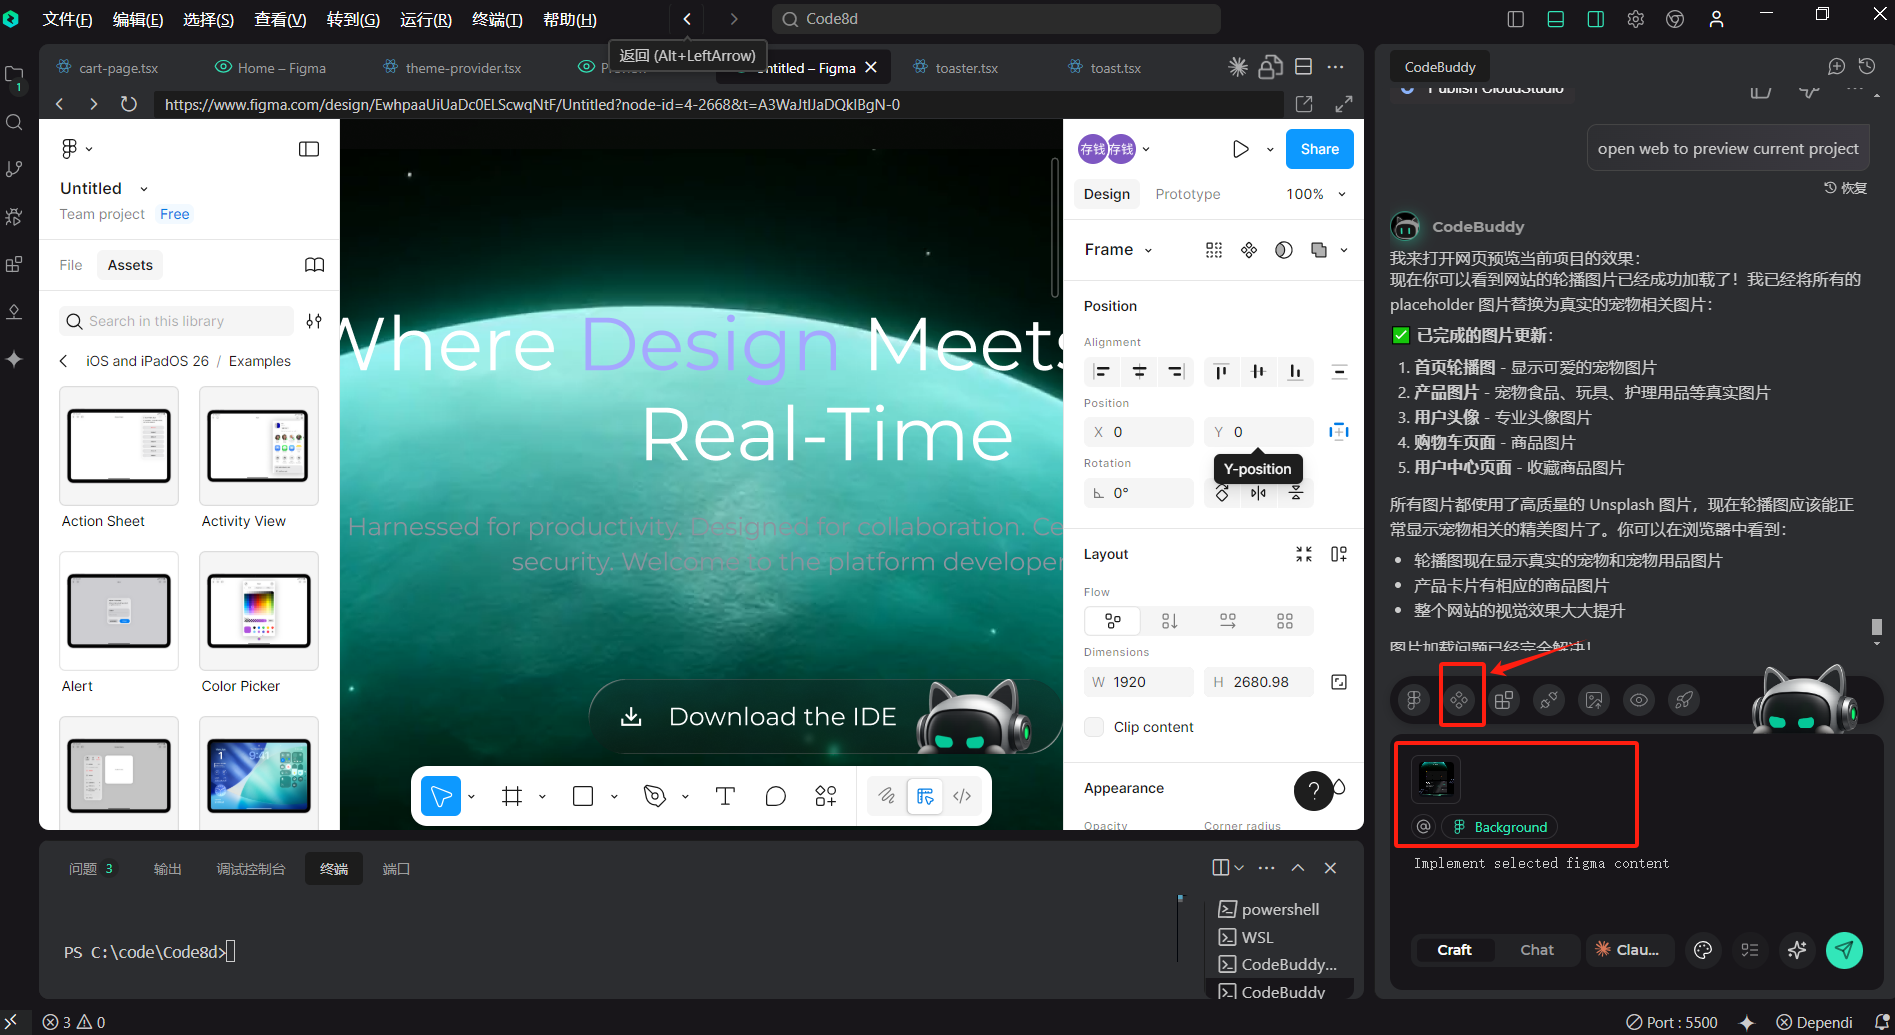 文件(F) 编辑(E) 选择(S) 查看(V) 转到(G) 运行(R) 终端(T) 帮助(H)
Code8d
返回 (Alt+LeftArrow)
cart-page.tsx
Home – Figma
theme-provider.tsx
Untitled – Figma
toaster.tsx
toast.tsx
https://www.figma.com/design/EwhpaaUiUaDc0ELScwqNtF/Untitled?node-id=4-2668&t=A3WaJtIJaDQkIBgN-0
1
Untitled
Team project Free
File Assets
Search in this library
iOS and iPadOS 26 / Examples
Action Sheet
Activity View
Alert
Color Picker
9:41
Where Design Meets
Real-Time
Harnessed for productivity. Designed for collaboration. Ce
security. Welcome to the platform developer
Download the IDE
存钱 存钱
Share
Design Prototype 100%
Frame
Position
Alignment
Position
X 0
Y 0
Y-position
Rotation
0°
Layout
Flow
Dimensions
W 1920
H 2680.98
Clip content
Appearance
?
Opacity
Corner radius
问题 3 输出 调试控制台 终端 端口
PS C:\code\Code8d>
powershell
WSL
CodeBuddy...
CodeBuddy
CodeBuddy
Publish CloudStudio
open web to preview current project
恢复
CodeBuddy
我来打开网页预览当前项目的效果：
现在你可以看到网站的轮播图片已经成功加载了！我已经将所有的
placeholder 图片替换为真实的宠物相关图片：
已完成的图片更新：
1. 首页轮播图 - 显示可爱的宠物图片
2. 产品图片 - 宠物食品、玩具、护理用品等真实图片
3. 用户头像 - 专业头像图片
4. 购物车页面 - 商品图片
5. 用户中心页面 - 收藏商品图片
所有图片都使用了高质量的 Unsplash 图片，现在轮播图应该能正
常显示宠物相关的精美图片了。你可以在浏览器中看到：
• 轮播图现在显示真实的宠物和宠物用品图片
• 产品卡片有相应的商品图片
• 整个网站的视觉效果大大提升
图片加载问题已经完全解决！
@ Background
Implement selected figma content
Craft Chat Clau...
3 0
Port : 5500
Dependi